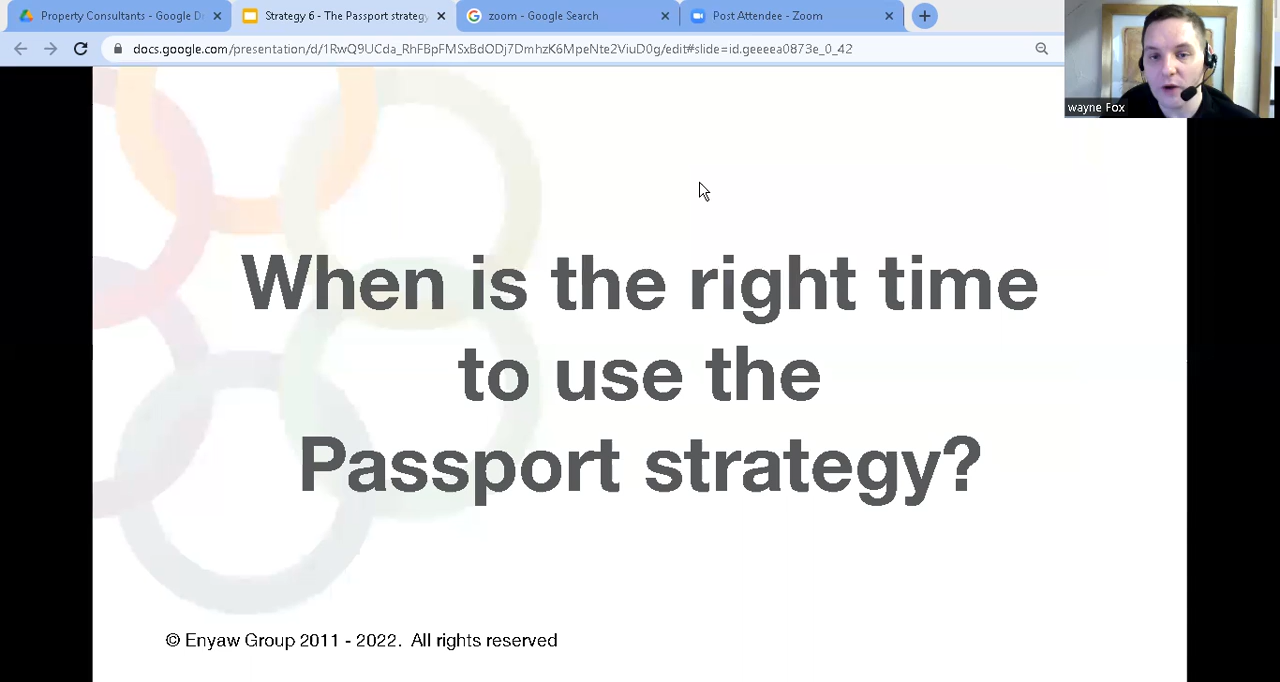 Property Consultants - Google Dr
Strategy 6 - The Passport strateg
zoom - Google Search
Post Attendee - Zoom
docs.google.com/presentation/d/1RwQ9UCda_RhFBpFMSxBdODj7DmhzK6MpeNte2ViuD0g/edit#slide=id.geeeea0873e_0_42
wayne Fox
When is the right time
to use the
Passport strategy?
© Enyaw Group 2011 - 2022. All rights reserved